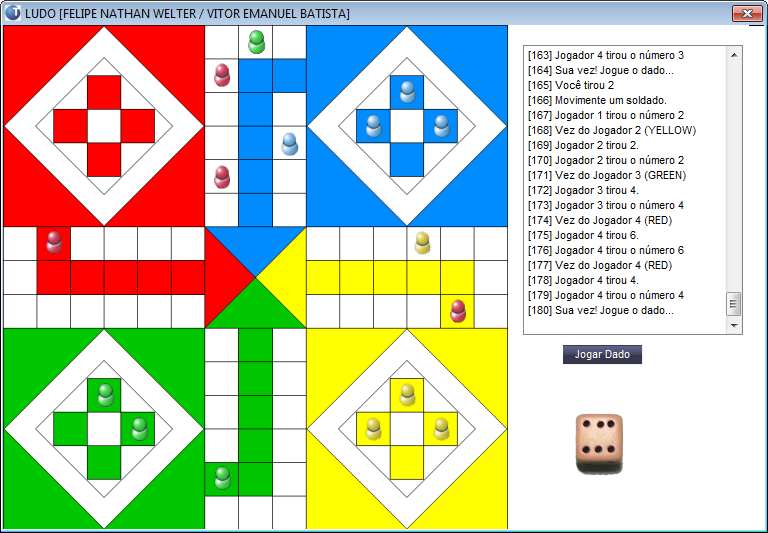 LUDO [FELIPE NATHAN WELTER / VITOR EMANUEL BATISTA]
[163] Jogador 4 tirou o número 3
[164] Sua vez! Jogue o dado...
[165] Você tirou 2
[166] Movimente um soldado.
[167] Jogador 1 tirou o número 2
[168] Vez do Jogador 2 (YELLOW)
[169] Jogador 2 tirou 2.
[170] Jogador 2 tirou o número 2
[171] Vez do Jogador 3 (GREEN)
[172] Jogador 3 tirou 4.
[173] Jogador 3 tirou o número 4
[174] Vez do Jogador 4 (RED)
[175] Jogador 4 tirou 6.
[176] Jogador 4 tirou o número 6
[177] Vez do Jogador 4 (RED)
[178] Jogador 4 tirou 4.
[179] Jogador 4 tirou o número 4
[180] Sua vez! Jogue o dado...
Jogar Dado